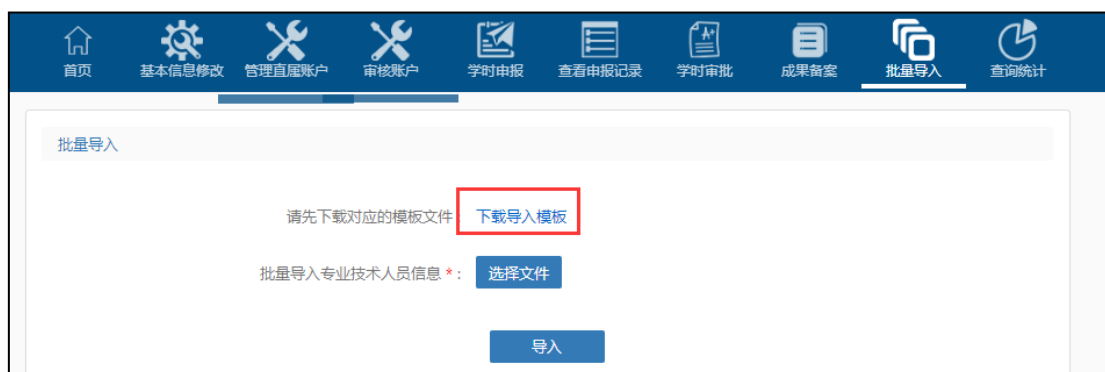 首页 基本信息修改 管理直属账户 审核账户 学时申报 查看申报记录 学时审批 成果备案 批量导入 查询统计
批量导入
请先下载对应的模板文件: 下载导入模板
批量导入专业技术人员信息 *: 选择文件
导入